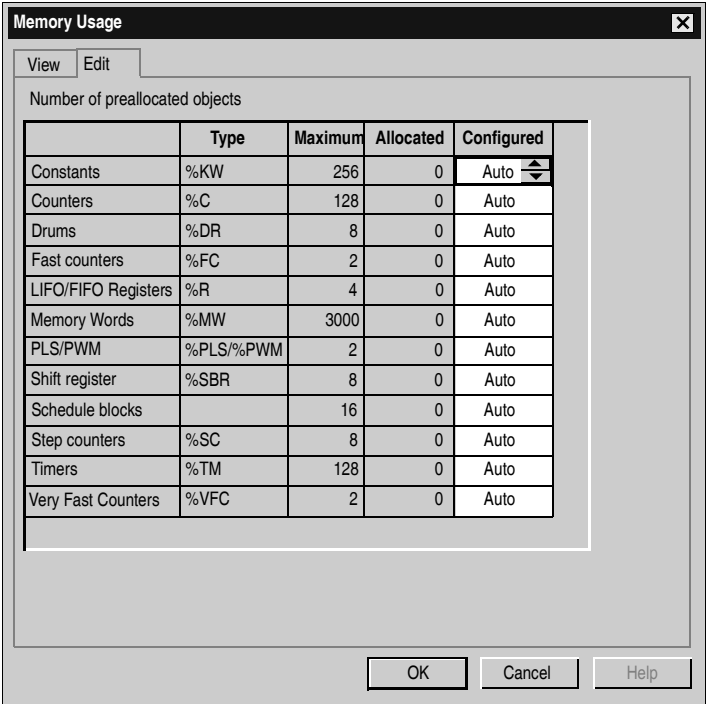 Memory Usage
View Edit
Number of preallocated objects
Type Maximum Allocated Configured
Constants %KW 256 0 Auto
Counters %C 128 0 Auto
Drums %DR 8 0 Auto
Fast counters %FC 2 0 Auto
LIFO/FIFO Registers %R 4 0 Auto
Memory Words %MW 3000 0 Auto
PLS/PWM %PLS/%PWM 2 0 Auto
Shift register %SBR 8 0 Auto
Schedule blocks 16 0 Auto
Step counters %SC 8 0 Auto
Timers %TM 128 0 Auto
Very Fast Counters %VFC 2 0 Auto
OK Cancel Help